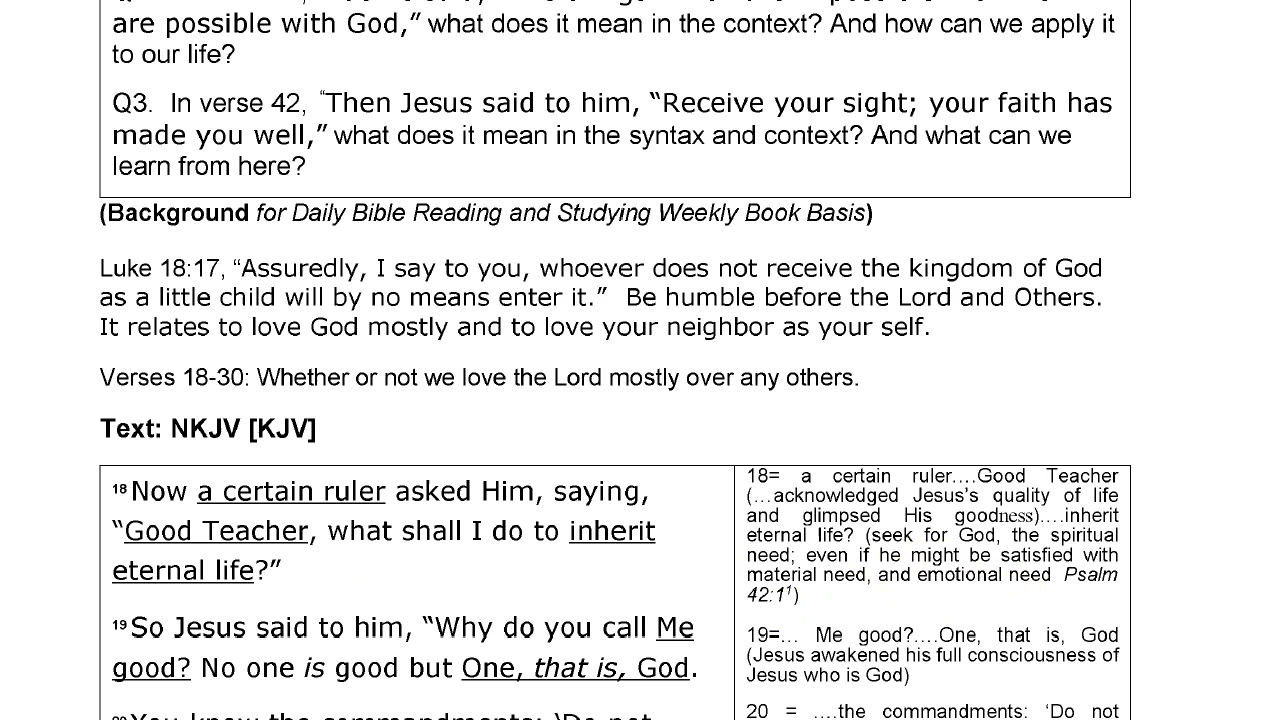 are possible with God,” what does it mean in the context? And how can we apply it
to our life?
Q3. In verse 42, “Then Jesus said to him, “Receive your sight; your faith has
made you well,” what does it mean in the syntax and context? And what can we
learn from here?
(Background for Daily Bible Reading and Studying Weekly Book Basis)
Luke 18:17, “Assuredly, I say to you, whoever does not receive the kingdom of God
as a little child will by no means enter it.” Be humble before the Lord and Others.
It relates to love God mostly and to love your neighbor as your self.
Verses 18-30: Whether or not we love the Lord mostly over any others.
Text: NKJV [KJV]
18 Now a certain ruler asked Him, saying,
“Good Teacher, what shall I do to inherit
eternal life?”
19 So Jesus said to him, “Why do you call Me
good? No one is good but One, that is, God.
20 You know the commandments: ‘Do not
18= a certain ruler….Good Teacher
(…acknowledged Jesus’s quality of life
and glimpsed His goodness)….inherit
eternal life? (seek for God, the spiritual
need; even if he might be satisfied with
material need, and emotional need Psalm
42:1¹)
19=… Me good?….One, that is, God
(Jesus awakened his full consciousness of
Jesus who is God)
20 = ….the commandments: ‘Do not